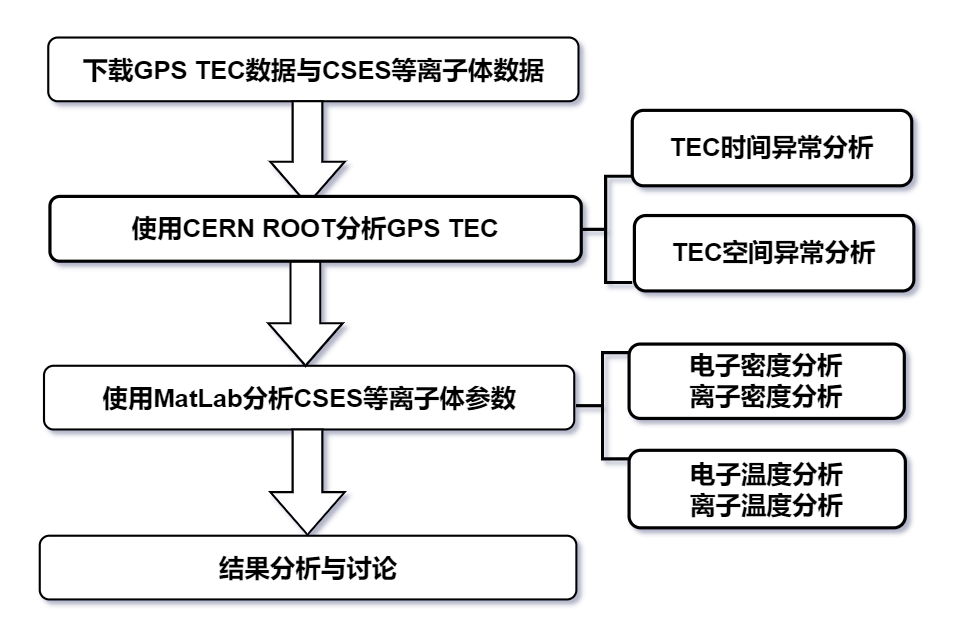 下载GPS TEC数据与CSES等离子体数据
使用CERN ROOT分析GPS TEC
TEC时间异常分析
TEC空间异常分析
使用MatLab分析CSES等离子体参数
电子密度分析
离子密度分析
电子温度分析
离子温度分析
结果分析与讨论